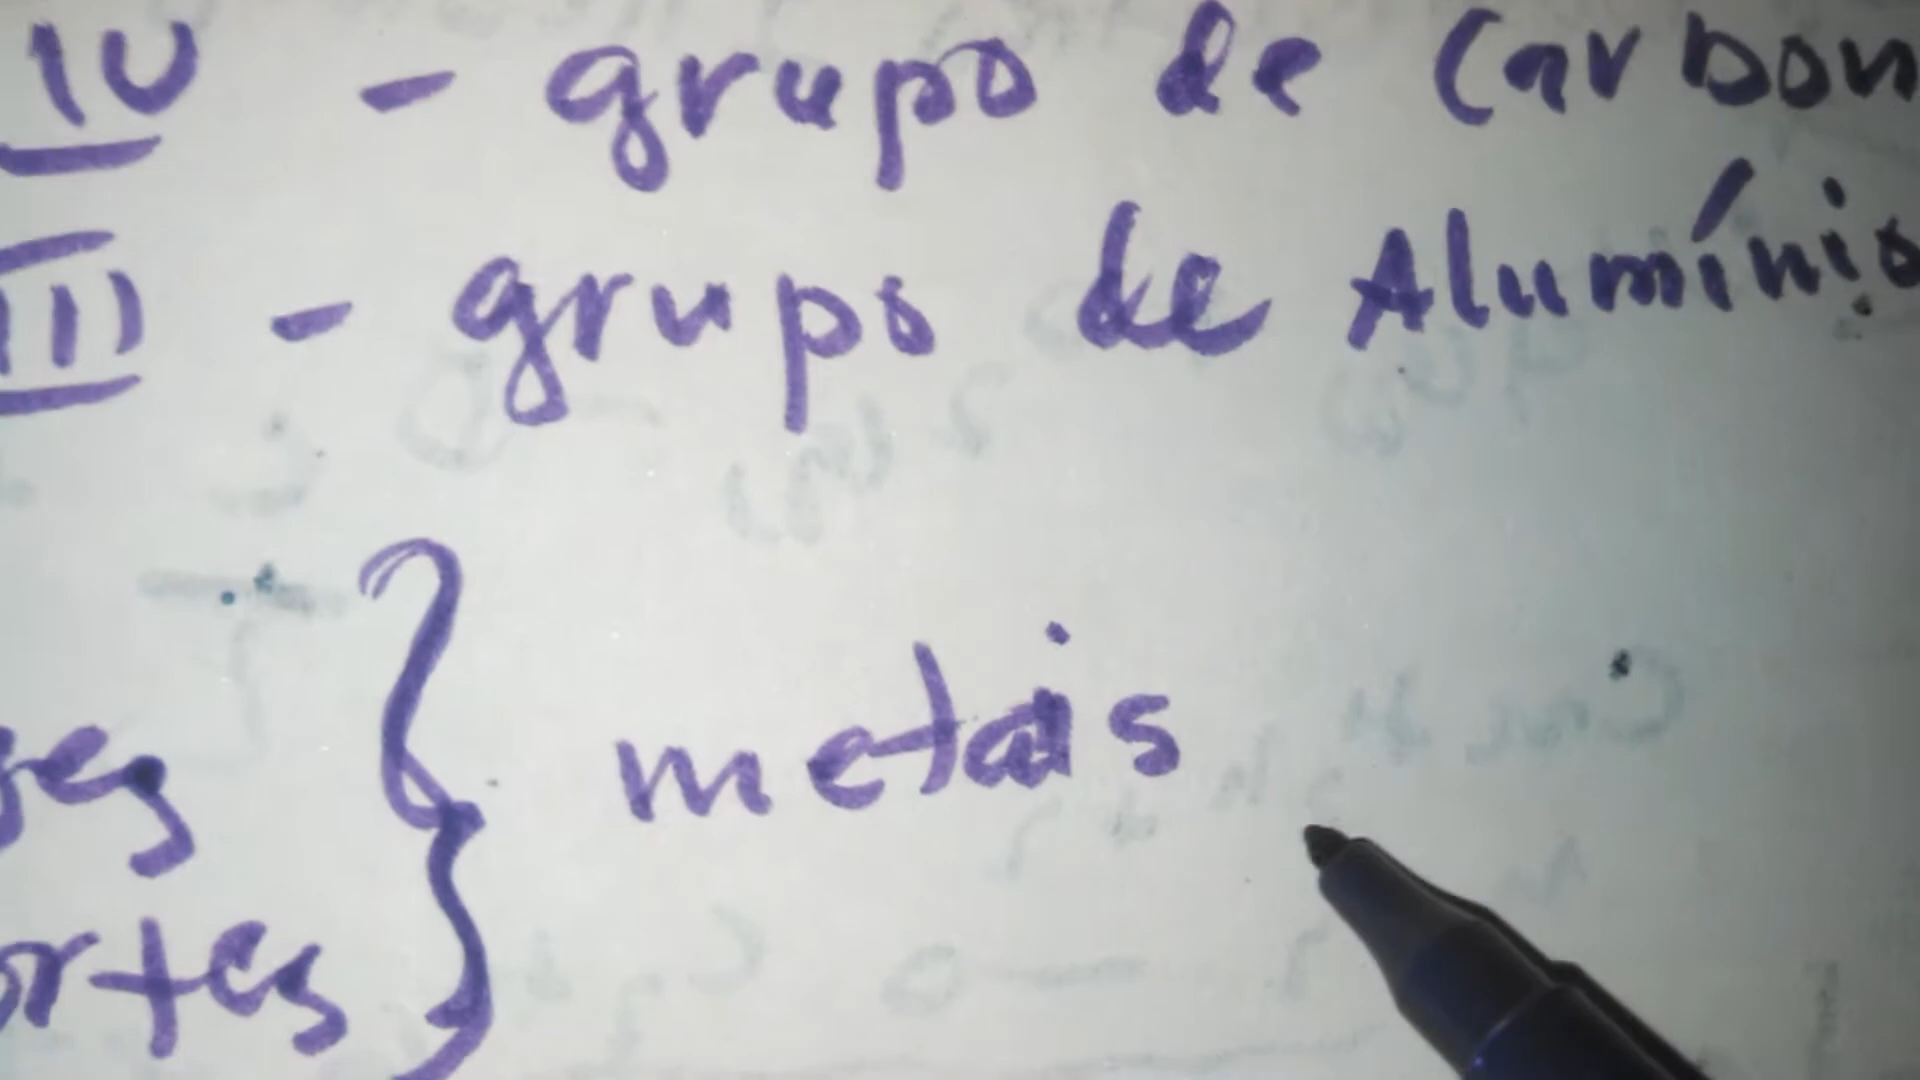 IV - grupo de Carbon
III - grupo de Alumínio
metais